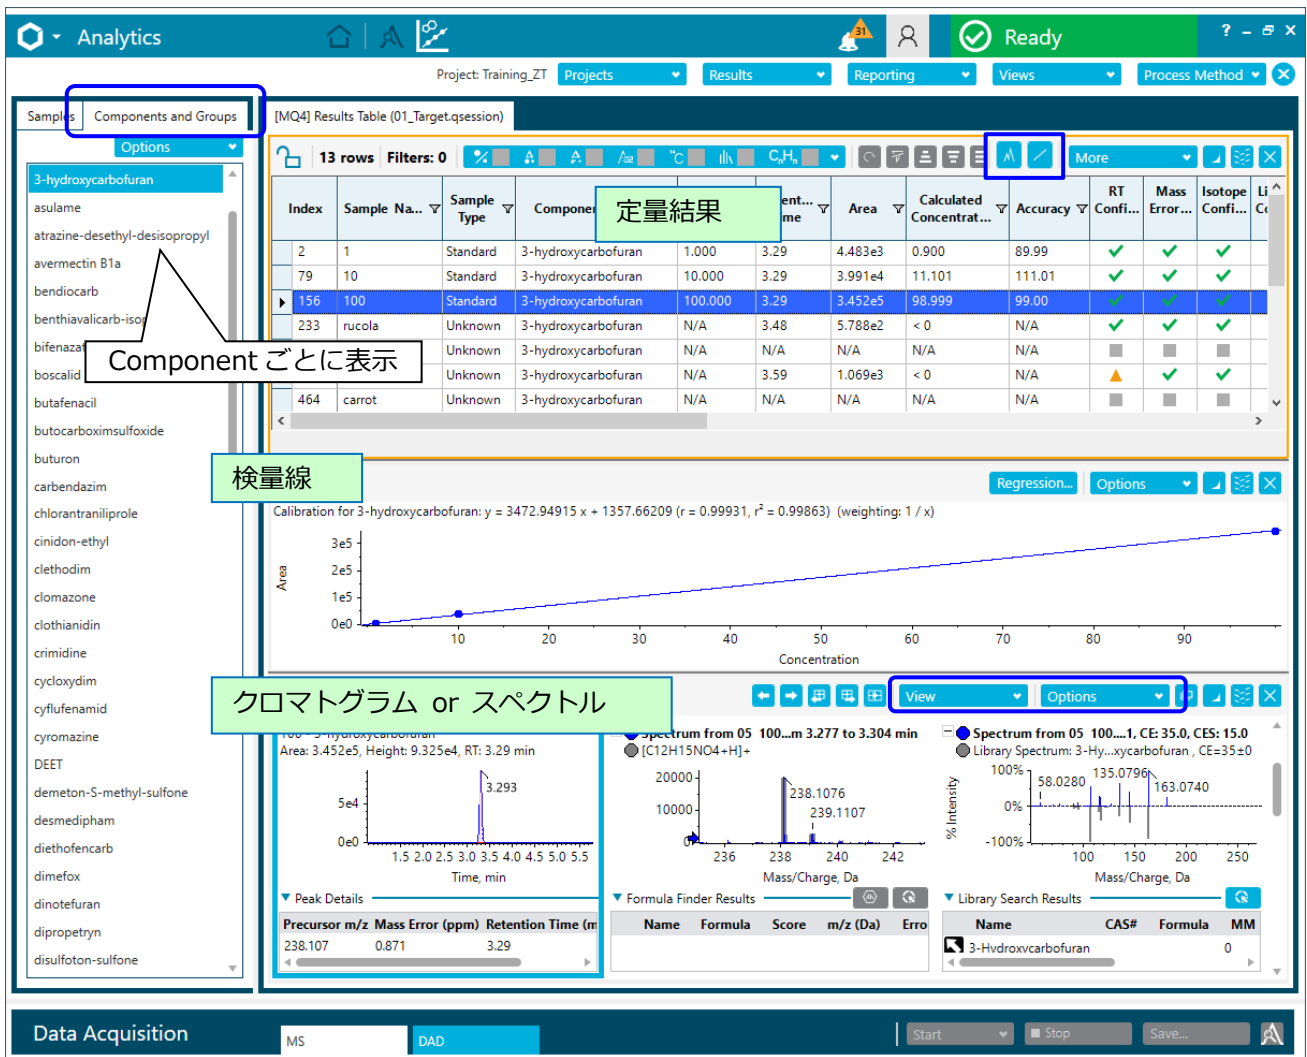 Analytics
31
Ready
Project: Training_ZT
Projects
Results
Reporting
Views
Process Method
Samples
Components and Groups
Options
3-hydroxycarbofuran
asulame
atrazine-desethyl-desisopropyl
avermectin B1a
bendiocarb
benthiavalicarb-isop
bifenazat
boscalid
butafenacil
butocarboximsulfoxide
buturon
carbendazim
chlorantraniliprole
cinidon-ethyl
clethodim
clomazone
clothianidin
crimidine
cycloxydim
cyflufenamid
cyromazine
DEET
demeton-S-methyl-sulfone
desmedipham
diethofencarb
dimefox
dinotefuran
dipropetryn
disulfoton-sulfone
Component ごとに表示
[MQ4] Results Table (01_Target.qsession)
13 rows Filters: 0
More
定量結果
Index Sample Na... Sample Type Componen Area Calculated Concentrat... Accuracy RT Confi... Mass Error... Isotope Confi...
2 1 Standard 3-hydroxycarbofuran 1.000 3.29 4.483e3 0.900 89.99
79 10 Standard 3-hydroxycarbofuran 10.000 3.29 3.991e4 11.101 111.01
156 100 Standard 3-hydroxycarbofuran 100.000 3.29 3.452e5 98.999 99.00
233 rucola Unknown 3-hydroxycarbofuran N/A 3.48 5.788e2 < 0 N/A
Unknown 3-hydroxycarbofuran N/A N/A N/A N/A N/A
Unknown 3-hydroxycarbofuran N/A 3.59 1.069e3 < 0 N/A
464 carrot Unknown 3-hydroxycarbofuran N/A N/A N/A N/A N/A
検量線
Regression...
Options
Calibration for 3-hydroxycarbofuran: y = 3472.94915 x + 1357.66209 (r = 0.99931, r² = 0.99863) (weighting: 1 / x)
Area
3e5
2e5
1e5
0e0
10 20 30 40 50 60 70 80 90
Concentration
クロマトグラム or スペクトル
View
Options
100 - 3-hydroxycarbofuran
Area: 3.452e5, Height: 9.325e4, RT: 3.29 min
5e4
0e0
3.293
1.5 2.0 2.5 3.0 3.5 4.0 4.5 5.0 5.5
Time, min
Peak Details
Precursor m/z Mass Error (ppm) Retention Time (m
238.107 0.871 3.29
Spectrum from 05 100...m 3.277 to 3.304 min
[C12H15NO4+H]+
20000
10000
238.1076
239.1107
236 238 240 242
Mass/Charge, Da
Formula Finder Results
Name Formula Score m/z (Da) Erro
Spectrum from 05 100....1, CE: 35.0, CES: 15.0
Library Spectrum: 3-Hy...xycarbofuran , CE=35±0
% Intensity
100%
0%
-100%
58.0280
135.0796
163.0740
100 150 200 250
Mass/Charge, Da
Library Search Results
Name CAS# Formula MM
3-Hydroxycarbofuran 0
Data Acquisition
MS
DAD
Start
Stop
Save...